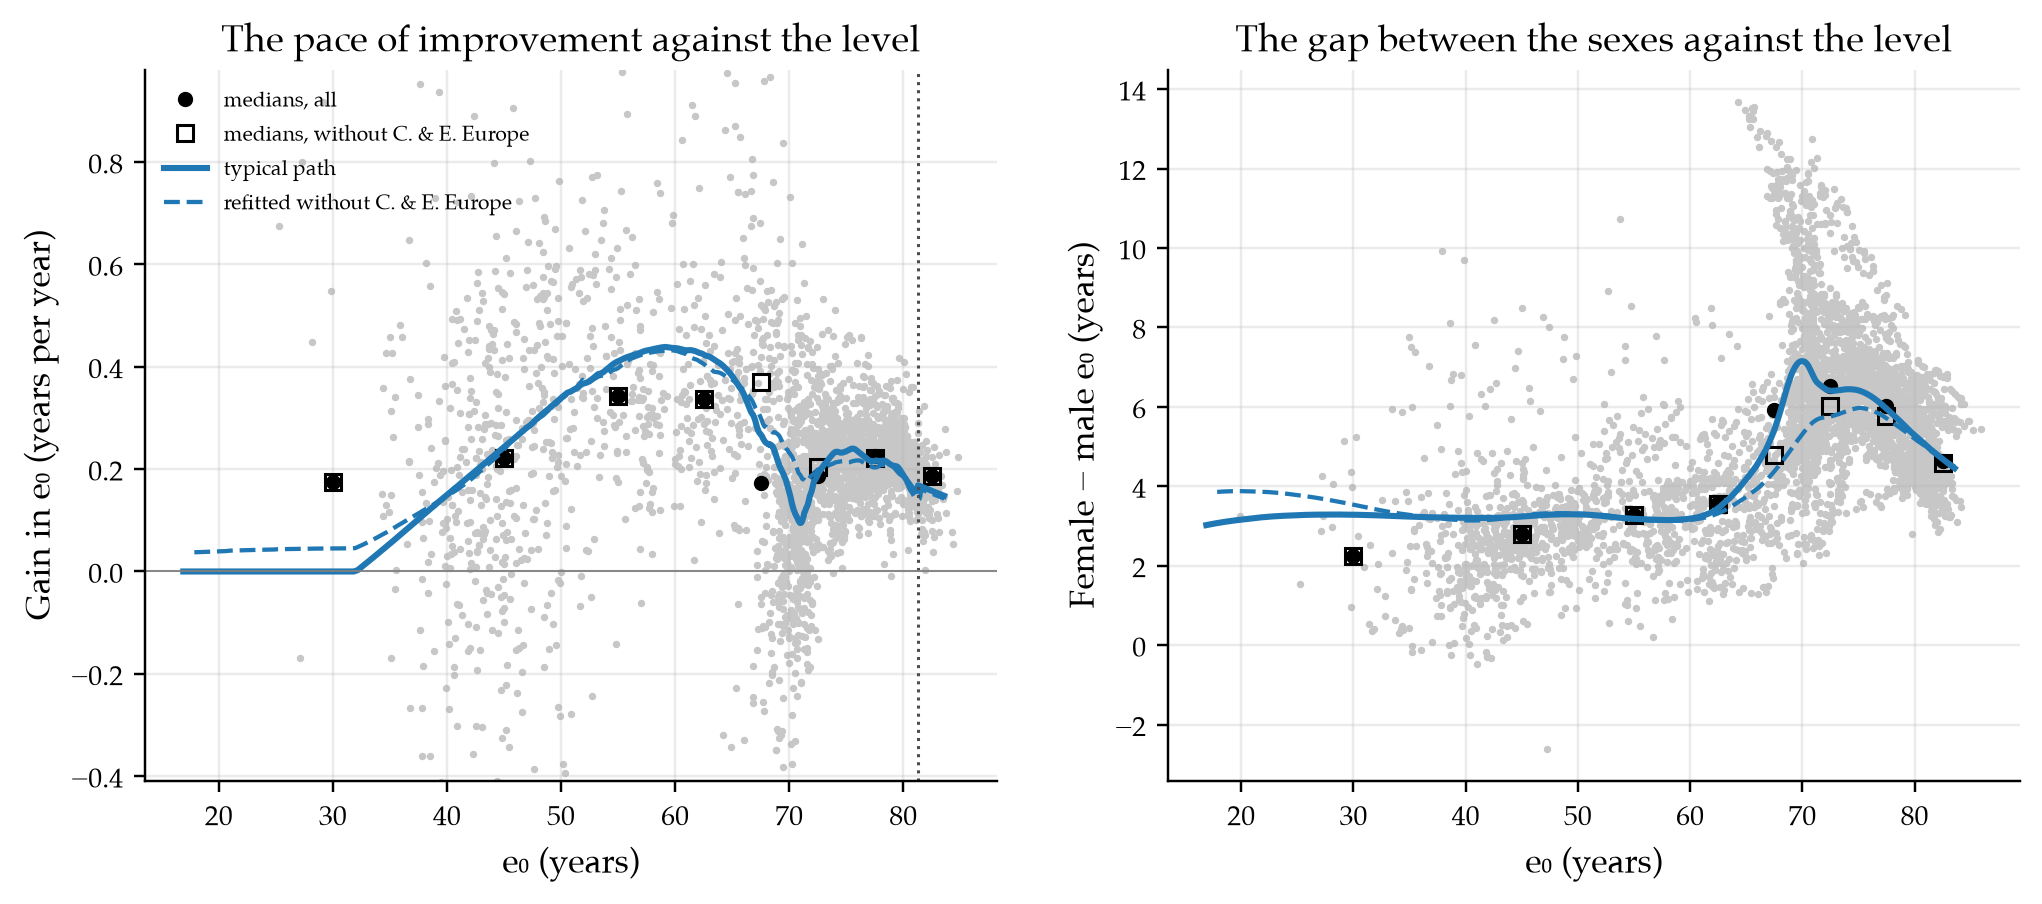 The pace of improvement against the level
medians, all
medians, without C. & E. Europe
typical path
refitted without C. & E. Europe
Gain in e₀ (years per year)
0.8
0.6
0.4
0.2
0.0
−0.2
−0.4
20 30 40 50 60 70 80
e₀ (years)
The gap between the sexes against the level
Female − male e₀ (years)
14
12
10
8
6
4
2
0
−2
20 30 40 50 60 70 80
e₀ (years)